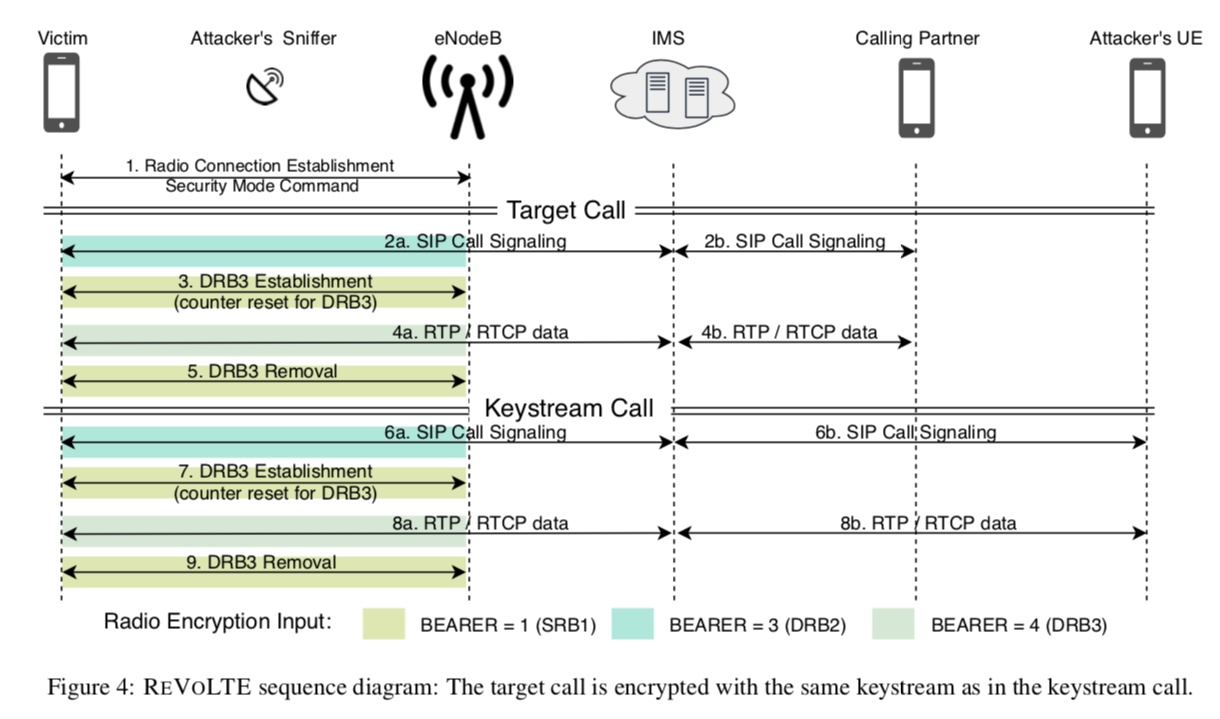 Victim
Attacker's Sniffer
eNodeB
IMS
Calling Partner
Attacker's UE
1. Radio Connection Establishment
Security Mode Command
Target Call
2a. SIP Call Signaling
2b. SIP Call Signaling
3. DRB3 Establishment
(counter reset for DRB3)
4a. RTP / RTCP data
4b. RTP / RTCP data
5. DRB3 Removal
Keystream Call
6a. SIP Call Signaling
6b. SIP Call Signaling
7. DRB3 Establishment
(counter reset for DRB3)
8a. RTP / RTCP data
8b. RTP / RTCP data
9. DRB3 Removal
Radio Encryption Input:
BEARER = 1 (SRB1)
BEARER = 3 (DRB2)
BEARER = 4 (DRB3)
Figure 4: REVOLTE sequence diagram: The target call is encrypted with the same keystream as in the keystream call.